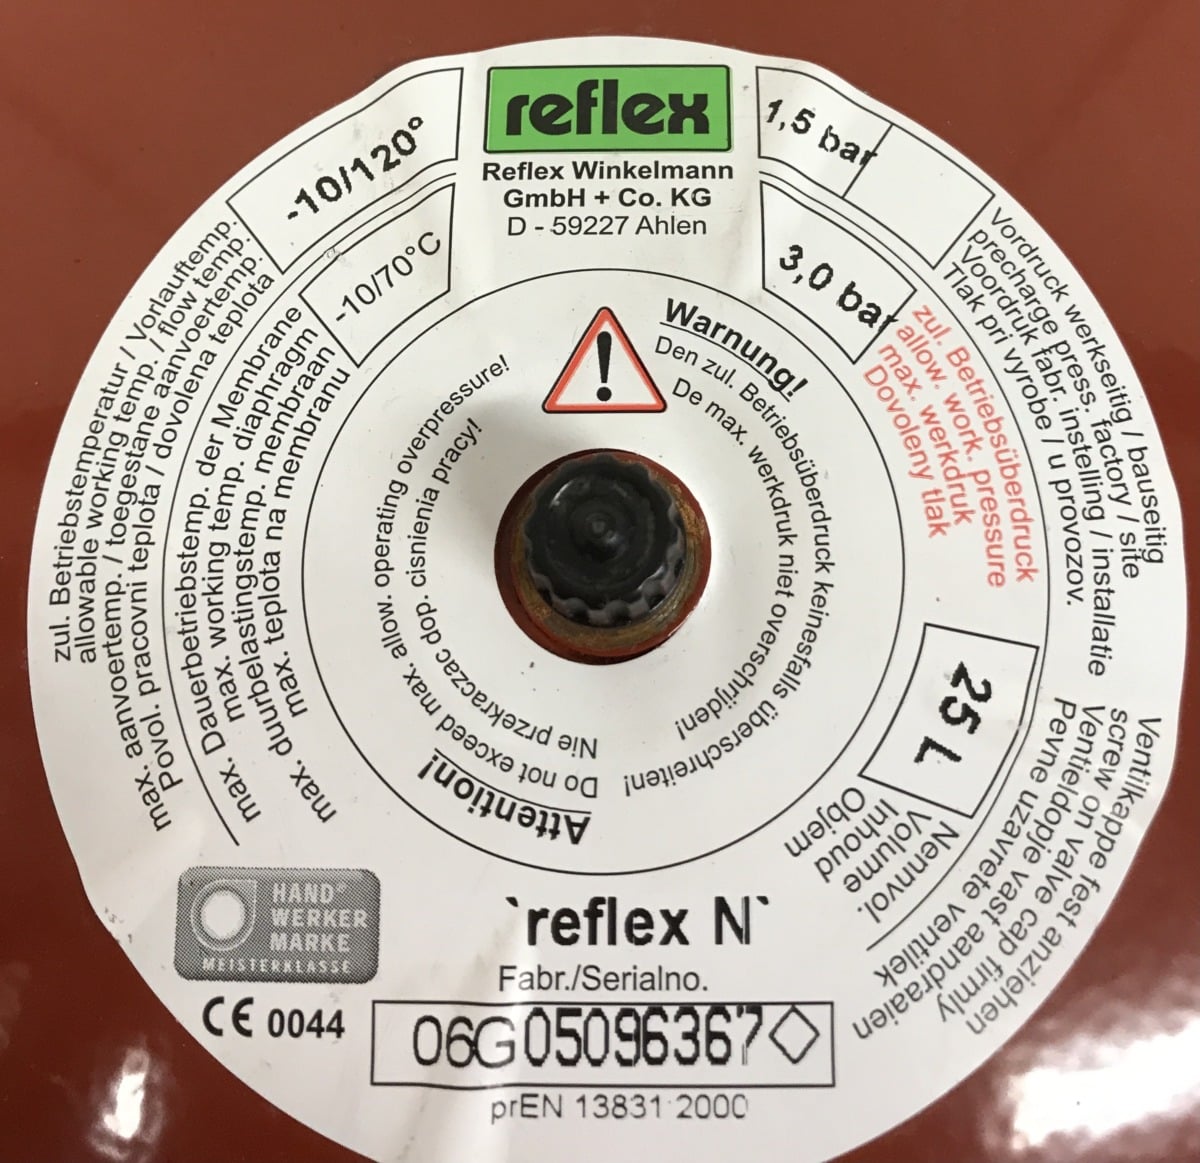 reflex
Reflex Winkelmann
GmbH + Co. KG
D - 59227 Ahlen
-10/120°
zul. Betriebstemperatur / Vorlauftemp.
allowable working temp. / flow temp.
max. aanvoertemp. / toegestane aanvoertemp.
Povol. pracovni teplota / dovolena teplota
-10/70°C
max. Dauerbetriebstemp. der Membrane
max. working temp. diaphragm
max. duurbelastingstemp. membraan
max. teplota na membranu
1,5 bar
Vordruck werkseitig / bauseitig
precharge press. factory / site
Voordruk fabr. instelling / installatie
Tlak pri vyrobe / u provozov.
3,0 bar
zul. Betriebsüberdruck
allow. work. pressure
max. werkdruk
Dovoleny tlak
25 L
Nennvol.
Volume
Inhoud
Objem
Ventilkappe fest anziehen
screw on valve cap firmly
Ventieldopje vast aandraaien
Pevne uzavrete ventilek
!
Warnung!
Den zul. Betriebsüberdruck keinesfalls überschreiten!
De max. werkdruk niet overschrijden!
Attention!
Do not exceed max. allow. operating overpressure!
Nie przekraczac dop. cisnienia pracy!
HAND®
WERKER
MARKE
MEISTERKLASSE
CE 0044
`reflex N`
Fabr./Serialno.
06G05096367◇
prEN 13831:2000